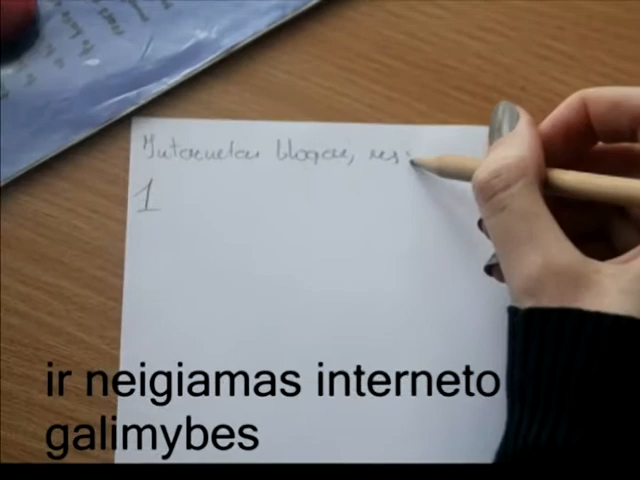 Internetas blogas, nes
1
ir neigiamas interneto
galimybes